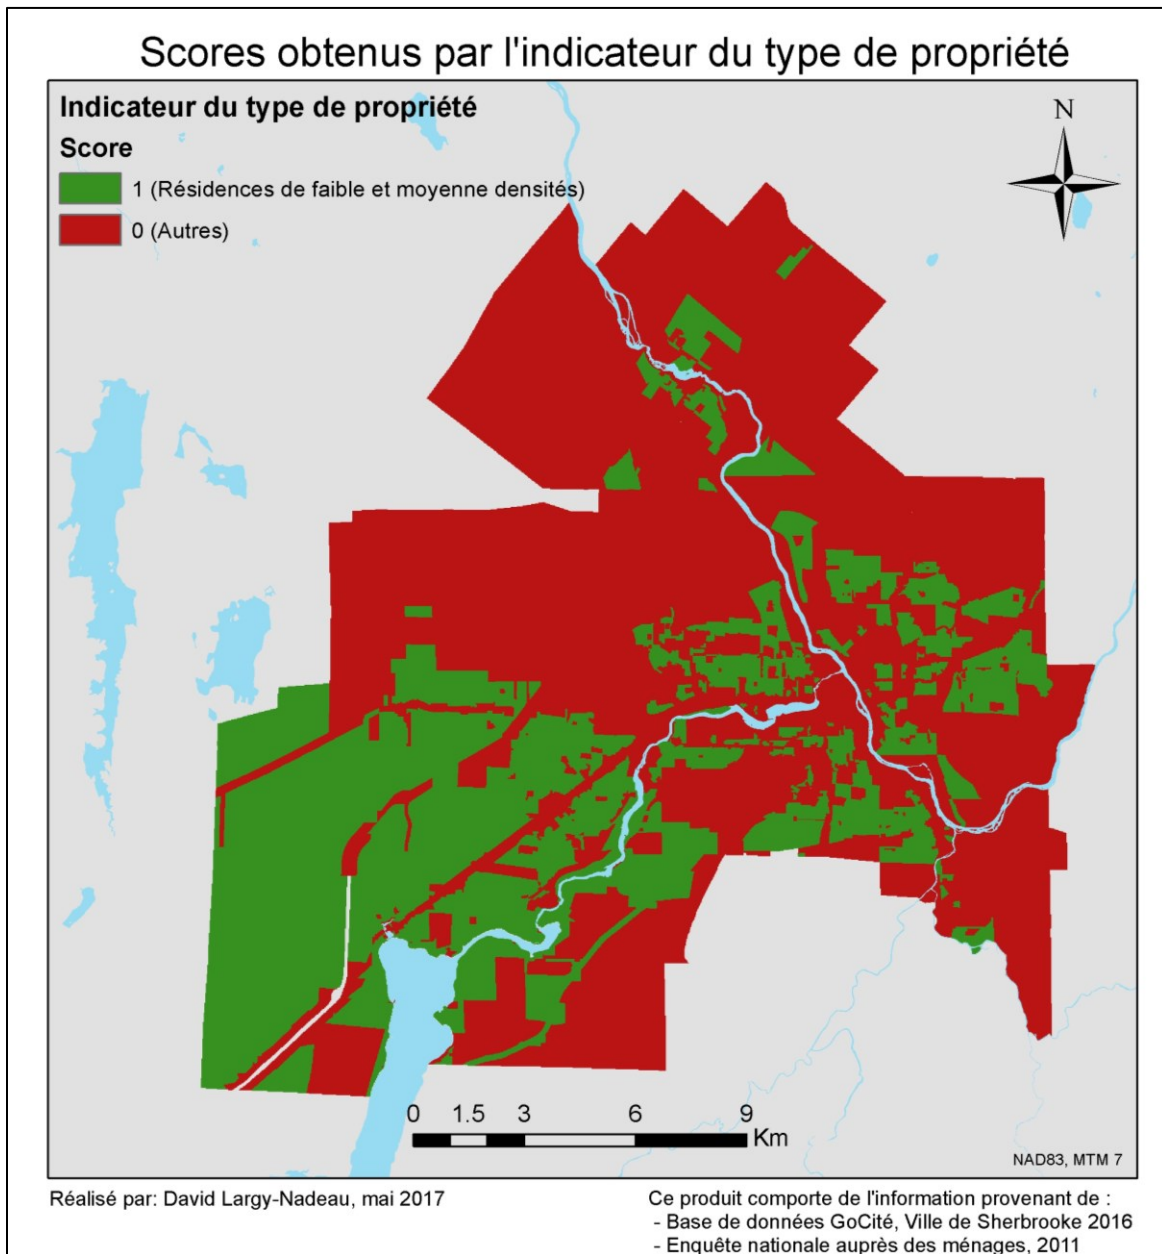 Scores obtenus par l'indicateur du type de propriété
Indicateur du type de propriété
Score
1 (Résidences de faible et moyenne densités)
0 (Autres)
N
0 1.5 3 6 9
Km
NAD83, MTM 7
Réalisé par: David Largy-Nadeau, mai 2017
Ce produit comporte de l'information provenant de :
- Base de données GoCité, Ville de Sherbrooke 2016
- Enquête nationale auprès des ménages, 2011